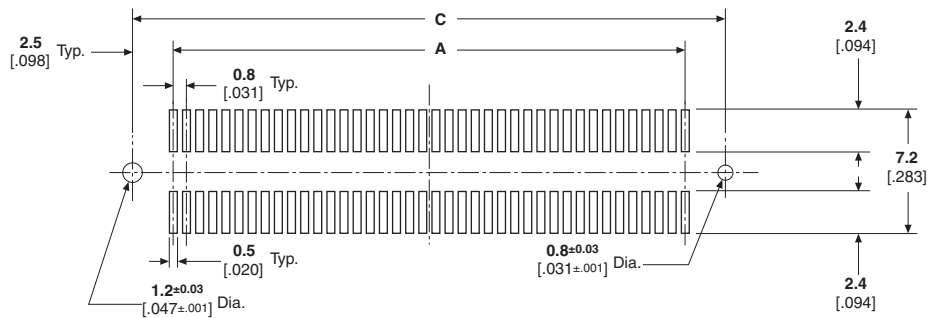 C
2.5
[.098] Typ.
A
2.4
[.094]
0.8
[.031] Typ.
7.2
[.283]
0.5
[.020] Typ.
0.8±0.03
[.031±.001] Dia.
1.2±0.03
[.047±.001] Dia.
2.4
[.094]